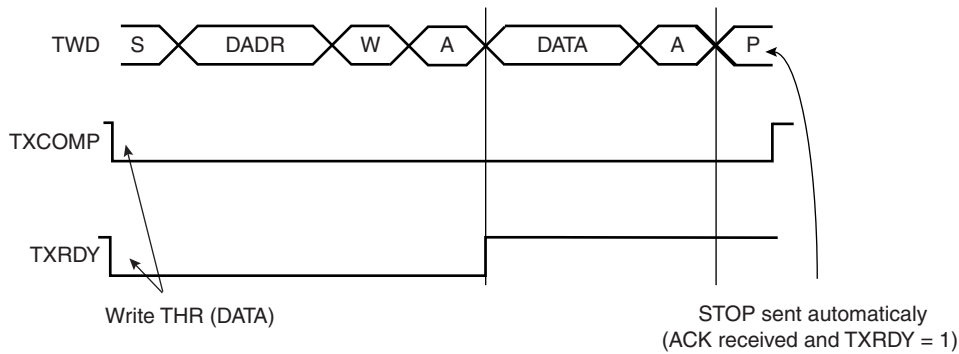 TWD S DADR W A DATA A P
TXCOMP
TXRDY
Write THR (DATA)
STOP sent automaticaly
(ACK received and TXRDY = 1)